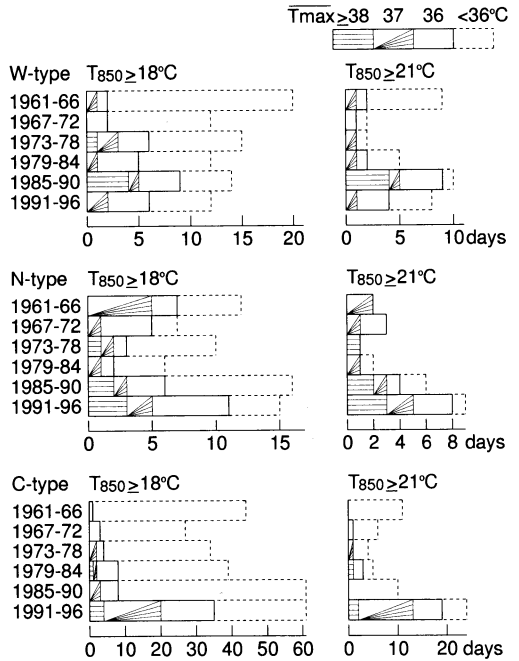 Tmax≥38 37 36 <36°C
W-type T850≥18°C T850≥21°C
1961-66
1967-72
1973-78
1979-84
1985-90
1991-96
0 5 10 15 20 0 5 10 days
N-type T850≥18°C T850≥21°C
1961-66
1967-72
1973-78
1979-84
1985-90
1991-96
0 5 10 15 0 2 4 6 8 days
C-type T850≥18°C T850≥21°C
1961-66
1967-72
1973-78
1979-84
1985-90
1991-96
0 10 20 30 40 50 60 0 10 20 days